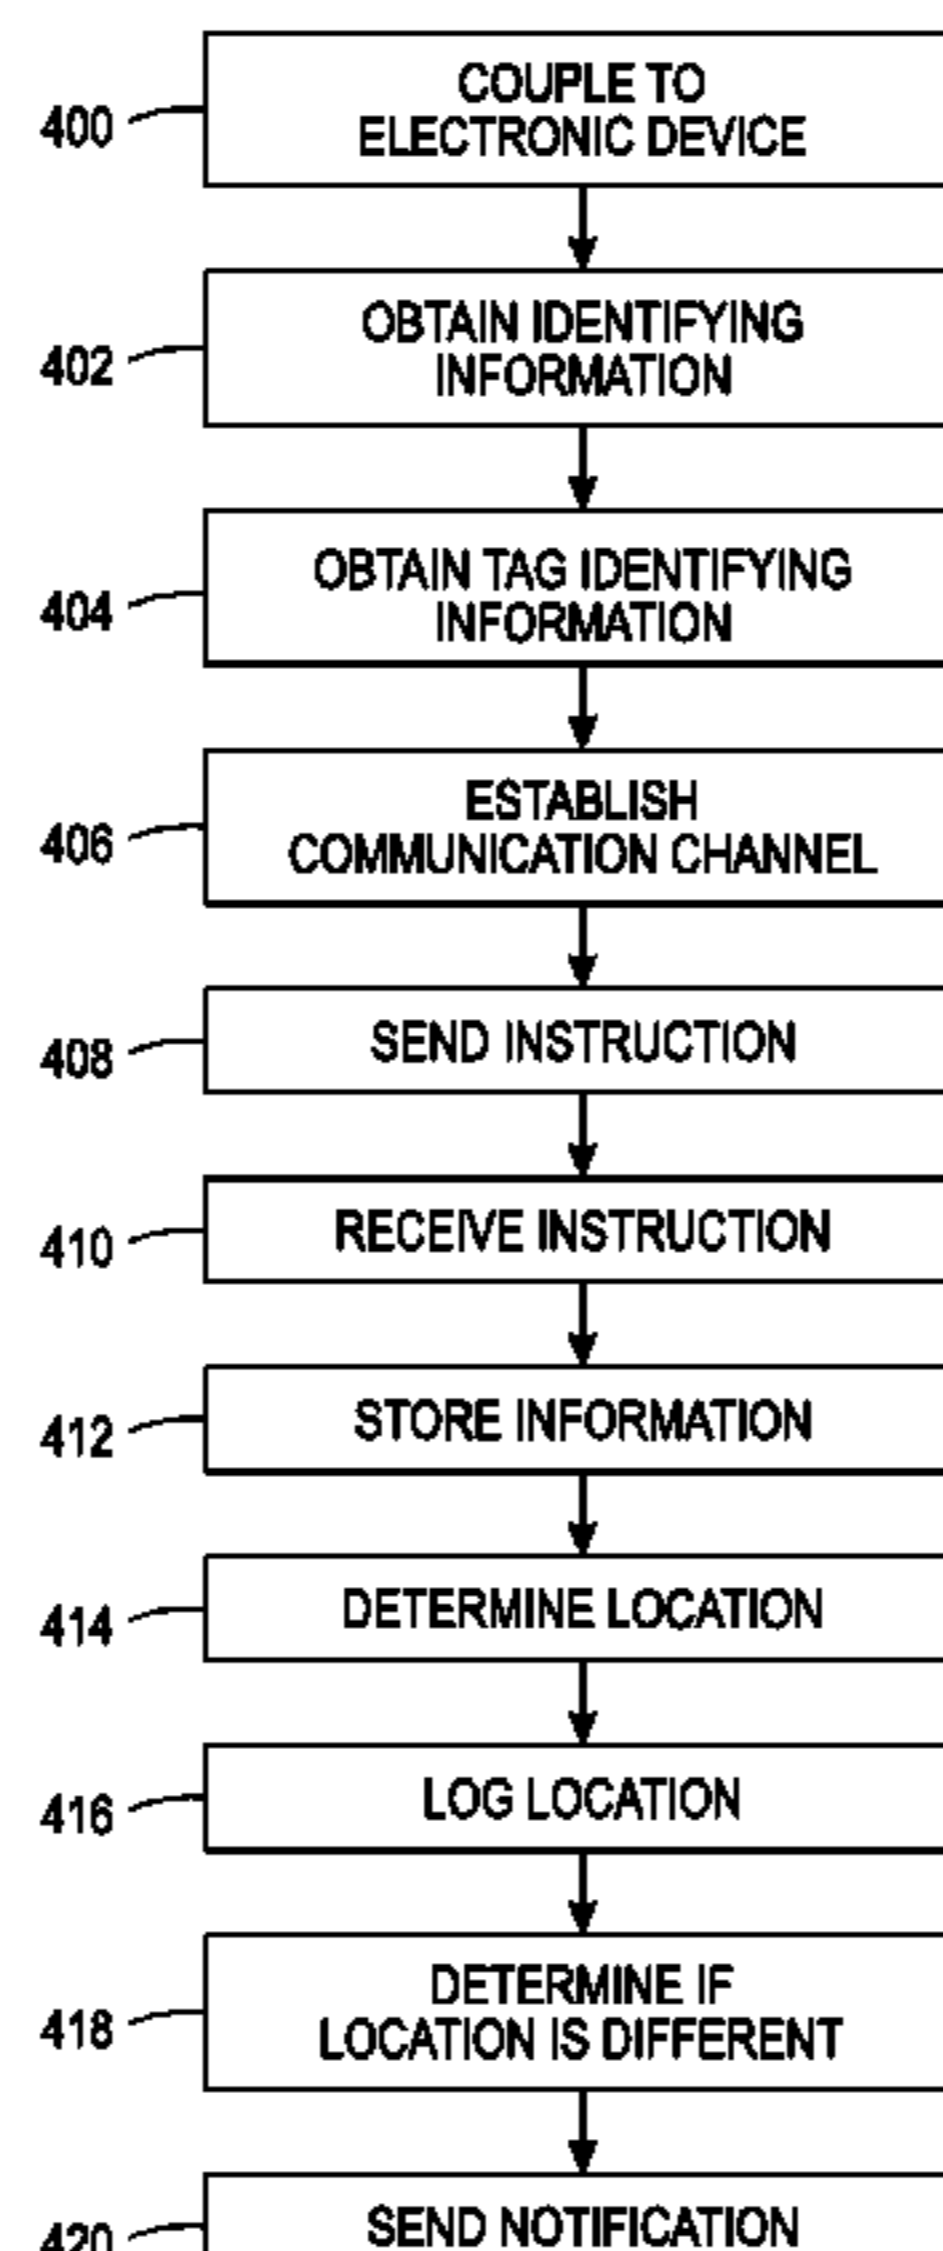 400
COUPLE TO
ELECTRONIC DEVICE
402
OBTAIN IDENTIFYING
INFORMATION
404
OBTAIN TAG IDENTIFYING
INFORMATION
406
ESTABLISH
COMMUNICATION CHANNEL
408
SEND INSTRUCTION
410
RECEIVE INSTRUCTION
412
STORE INFORMATION
414
DETERMINE LOCATION
416
LOG LOCATION
418
DETERMINE IF
LOCATION IS DIFFERENT
420
SEND NOTIFICATION